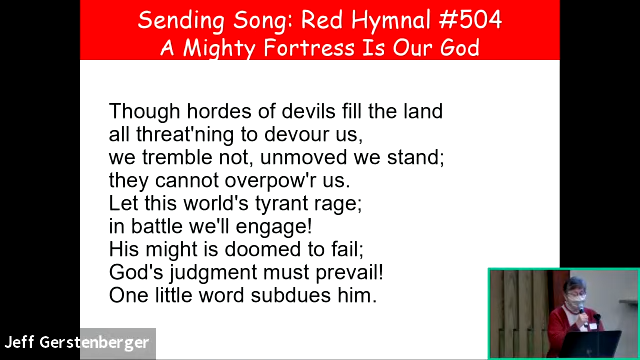 Sending Song: Red Hymnal #504
A Mighty Fortress Is Our God
Though hordes of devils fill the land
all threat'ning to devour us,
we tremble not, unmoved we stand;
they cannot overpow'r us.
Let this world's tyrant rage;
in battle we'll engage!
His might is doomed to fail;
God's judgment must prevail!
One little word subdues him.
Jeff Gerstenberger